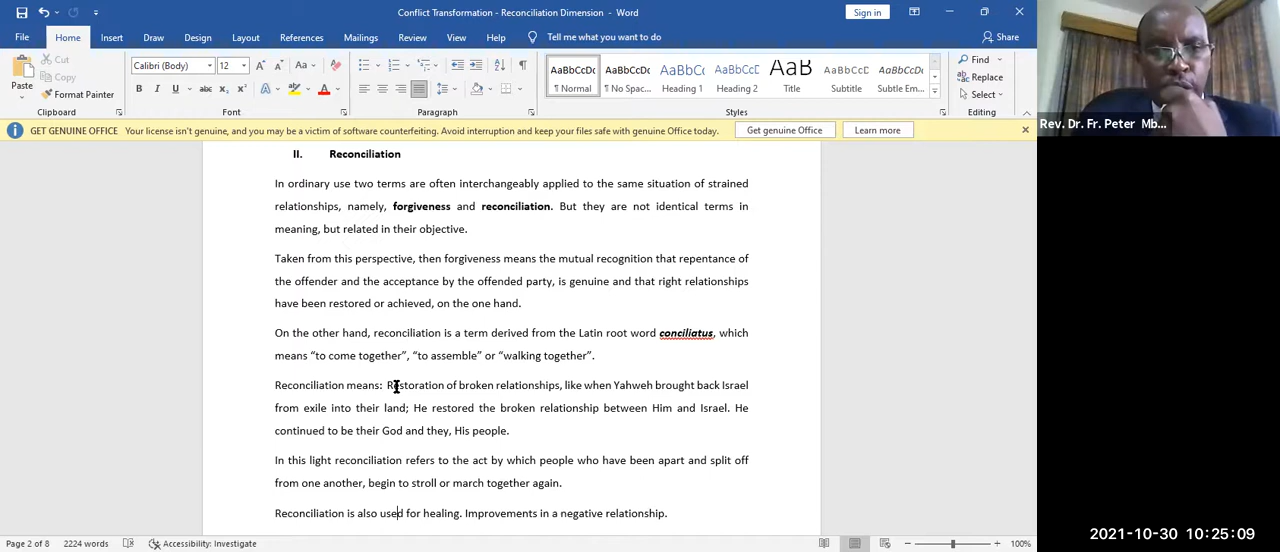 Conflict Transformation - Reconciliation Dimension - Word
Sign in
File Home Insert Draw Design Layout References Mailings Review View Help Tell me what you want to do Share
Paste
Cut
Copy
Format Painter
Clipboard
Calibri (Body) 12
Font
Paragraph
AaBbCcDc AaBbCcDc AaBbCc AaBbCcC AaB AaBbCcC AaBbCcDc
¶ Normal ¶ No Spac... Heading 1 Heading 2 Title Subtitle Subtle Em...
Styles
Find
Replace
Select
Editing
GET GENUINE OFFICE Your license isn't genuine, and you may be a victim of software counterfeiting. Avoid interruption and keep your files safe with genuine Office today. Get genuine Office Learn more
II. Reconciliation
In ordinary use two terms are often interchangeably applied to the same situation of strained
relationships, namely, forgiveness and reconciliation. But they are not identical terms in
meaning, but related in their objective.
Taken from this perspective, then forgiveness means the mutual recognition that repentance of
the offender and the acceptance by the offended party, is genuine and that right relationships
have been restored or achieved, on the one hand.
On the other hand, reconciliation is a term derived from the Latin root word conciliatus, which
means “to come together”, “to assemble” or “walking together”.
Reconciliation means: Restoration of broken relationships, like when Yahweh brought back Israel
from exile into their land; He restored the broken relationship between Him and Israel. He
continued to be their God and they, His people.
In this light reconciliation refers to the act by which people who have been apart and split off
from one another, begin to stroll or march together again.
Reconciliation is also used for healing. Improvements in a negative relationship.
Page 2 of 8 2224 words Accessibility: Investigate 100%
Rev. Dr. Fr. Peter Mb...
2021-10-30 10:25:09